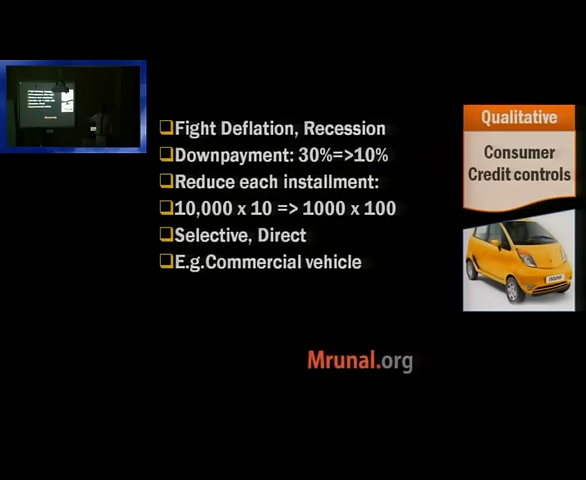 Fight Deflation, Recession
Downpayment: 30%=>10%
Reduce each installment:
10,000 x 10 => 1000 x 100
Selective, Direct
E.g.Commercial vehicle
Qualitative
Consumer
Credit controls
Mrunal.org